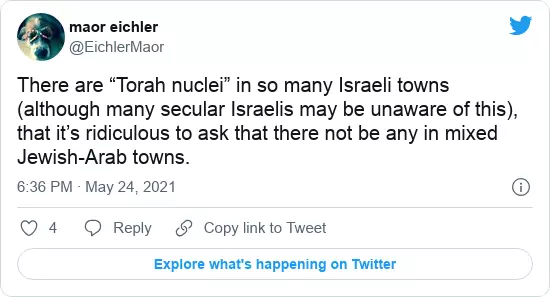 maor eichler
@EichlerMaor
There are “Torah nuclei” in so many Israeli towns
(although many secular Israelis may be unaware of this),
that it’s ridiculous to ask that there not be any in mixed
Jewish-Arab towns.
6:36 PM · May 24, 2021
4 Reply Copy link to Tweet
Explore what's happening on Twitter